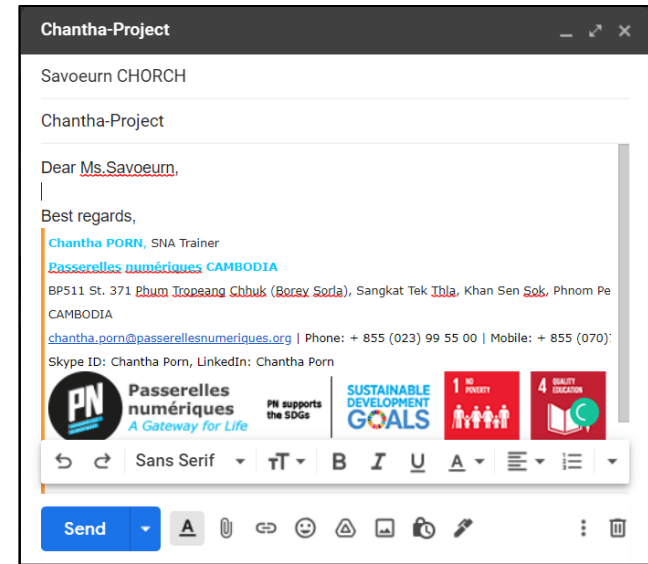 Chantha-Project
Savoeurn CHORCH
Chantha-Project
Dear Ms.Savoeurn,
Best regards,
Chantha PORN, SNA Trainer
Passerelles numériques CAMBODIA
BP511 St. 371 Phum Tropeang Chhuk (Borey Sorla), Sangkat Tek Thla, Khan Sen Sok, Phnom Pe
CAMBODIA
chantha.porn@passerellesnumeriques.org | Phone: + 855 (023) 99 55 00 | Mobile: + 855 (070)
Skype ID: Chantha Porn, LinkedIn: Chantha Porn
PN Passerelles numériques A Gateway for Life
PN supports the SDGs
SUSTAINABLE DEVELOPMENT GOALS
1 NO POVERTY
4 QUALITY EDUCATION
Sans Serif
Send